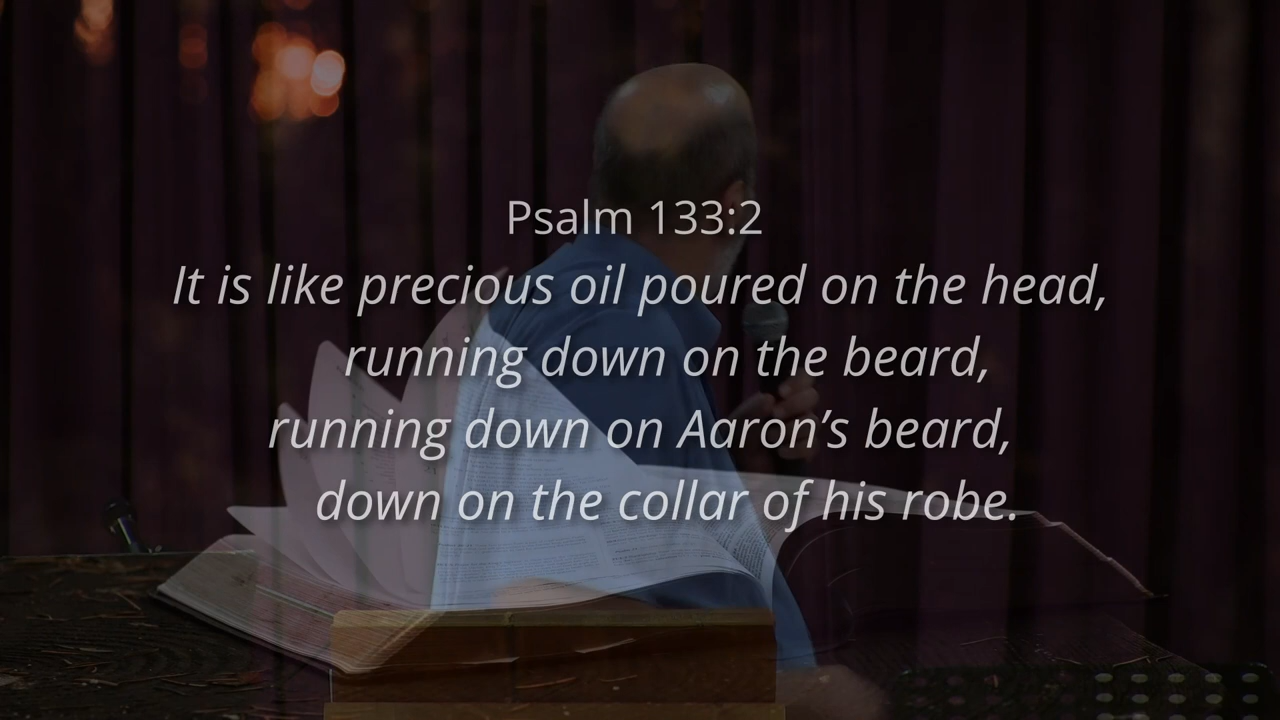 Psalm 133:2
It is like precious oil poured on the head,
running down on the beard,
running down on Aaron’s beard,
down on the collar of his robe.